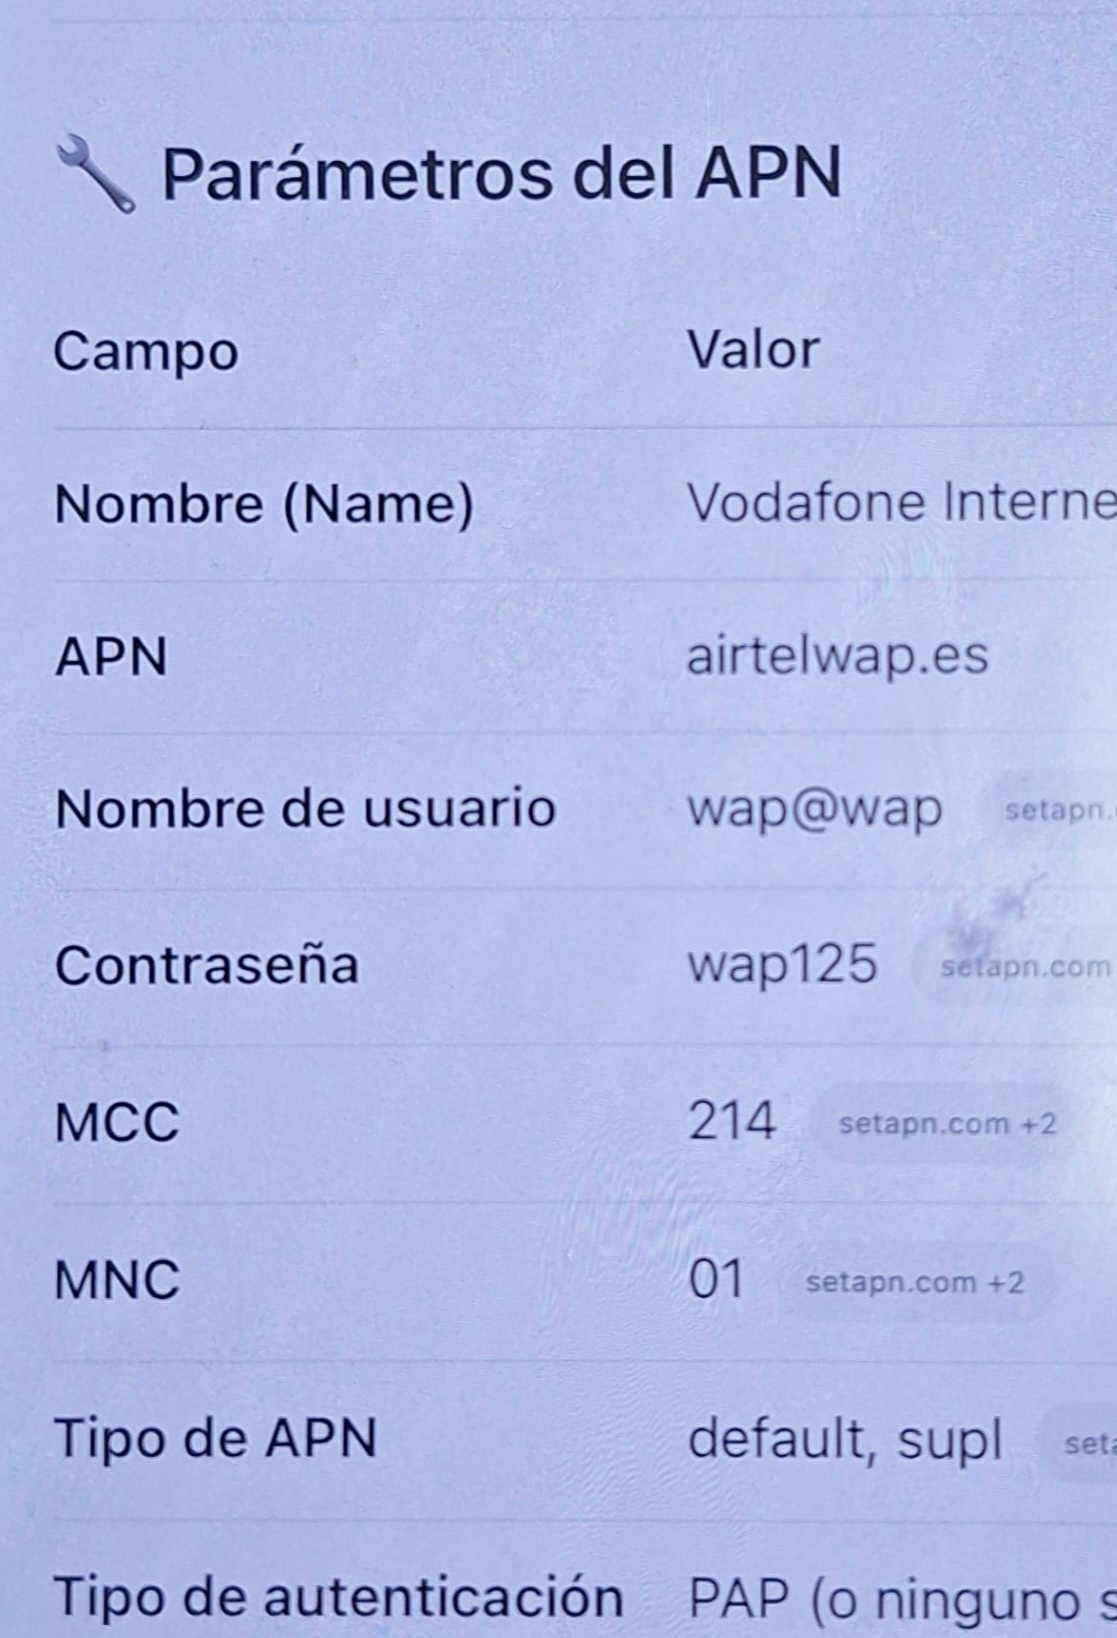 Parámetros del APN
Campo Valor
Nombre (Name) Vodafone Interne
APN airtelwap.es
Nombre de usuario wap@wap setapn.
Contraseña wap125 setapn.com
MCC 214 setapn.com +2
MNC 01 setapn.com +2
Tipo de APN default, supl seta
Tipo de autenticación PAP (o ninguno s